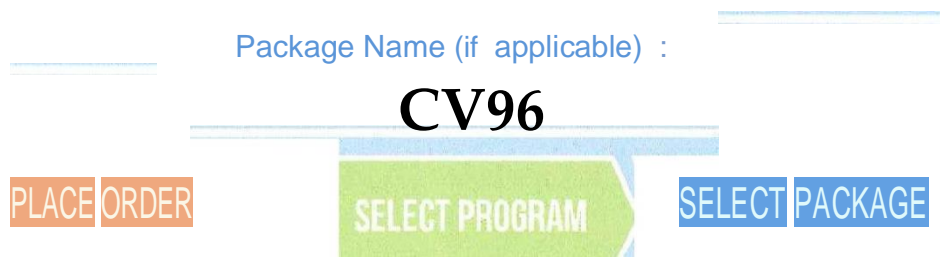 Package Name (if applicable) :
CV96
PLACE ORDER
SELECT PROGRAM
SELECT PACKAGE